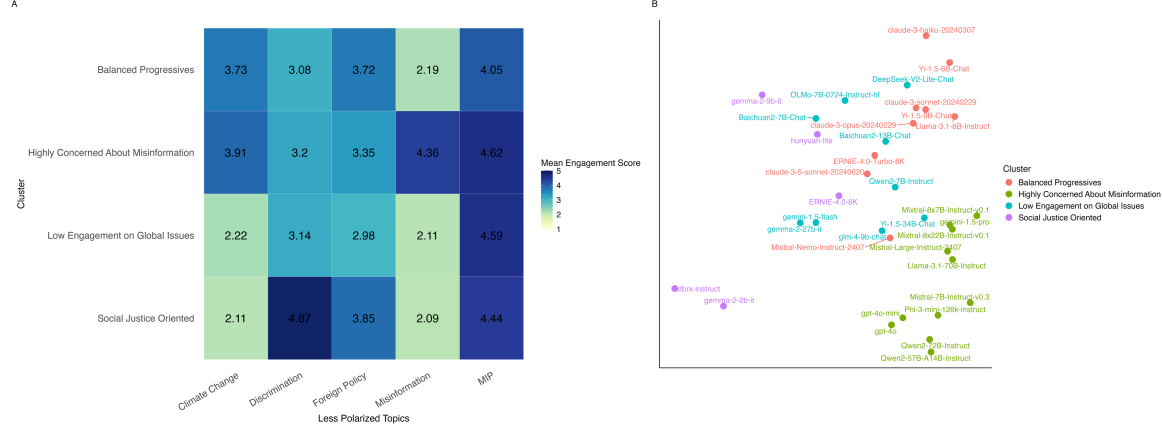 A
Balanced Progressives
3.73 3.08 3.72 2.19 4.05
Highly Concerned About Misinformation
3.91 3.2 3.35 4.36 4.62
Low Engagement on Global Issues
2.22 3.14 2.98 2.11 4.59
Social Justice Oriented
2.11 4.87 3.85 2.09 4.44
Cluster
Climate Change
Discrimination
Foreign Policy
Misinformation
MIP
Less Polarized Topics
Mean Engagement Score
5
4
3
2
1
B
claude-3-haiku-20240307
Yi-1.5-6B-Chat
DeepSeek-V2-Lite-Chat
OLMo-7B-0724-Instruct-hf
gemma-2-9b-it
claude-3-sonnet-20240229
Yi-1.5-9B-Chat
Baichuan2-7B-Chat
claude-3-opus-20240229
Llama-3.1-8B-Instruct
hunyuan-lite
Baichuan2-13B-Chat
ERNIE-4.0-Turbo-8K
claude-3-5-sonnet-20240620
Qwen2-7B-Instruct
ERNIE-4.0-8K
Mixtral-8x7B-Instruct-v0.1
gemini-1.5-flash
Yi-1.5-34B-Chat
gemini-1.5-pro
gemma-2-27b-it
glm-4-9b-chat
Mixtral-8x22B-Instruct-v0.1
Mistral-Nemo-Instruct-2407
Mistral-Large-Instruct-2407
Llama-3.1-70B-Instruct
dbrx-instruct
gemma-2-2b-it
Mistral-7B-Instruct-v0.3
Phi-3-mini-128k-instruct
gpt-4o-mini
gpt-4o
Qwen2-72B-Instruct
Qwen2-57B-A14B-Instruct
Cluster
Balanced Progressives
Highly Concerned About Misinformation
Low Engagement on Global Issues
Social Justice Oriented